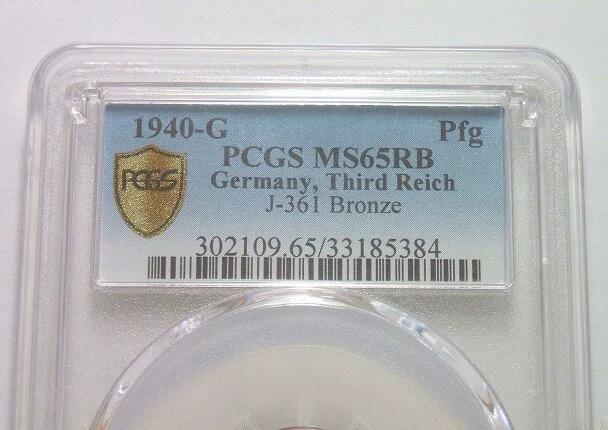 1940-G Pfg
PCGS MS65RB
PCGS
Germany, Third Reich
J-361 Bronze
302109.65/33185384